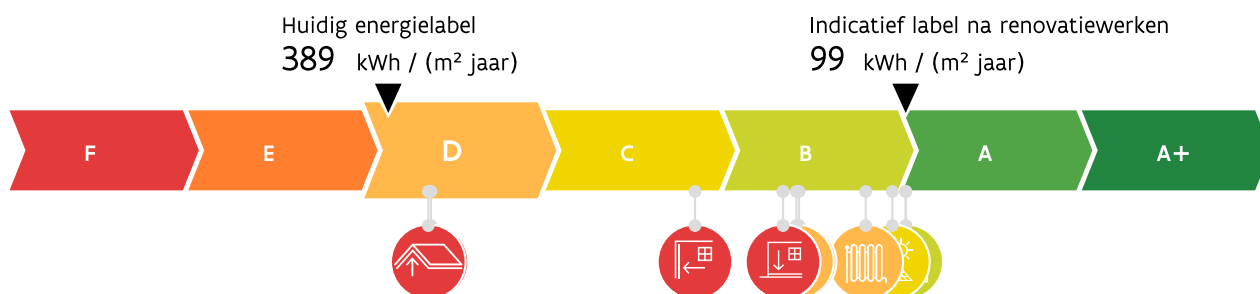 Huidig energielabel
389 kWh / (m² jaar)
Indicatief label na renovatiewerken
99 kWh / (m² jaar)
F E D C B A A+